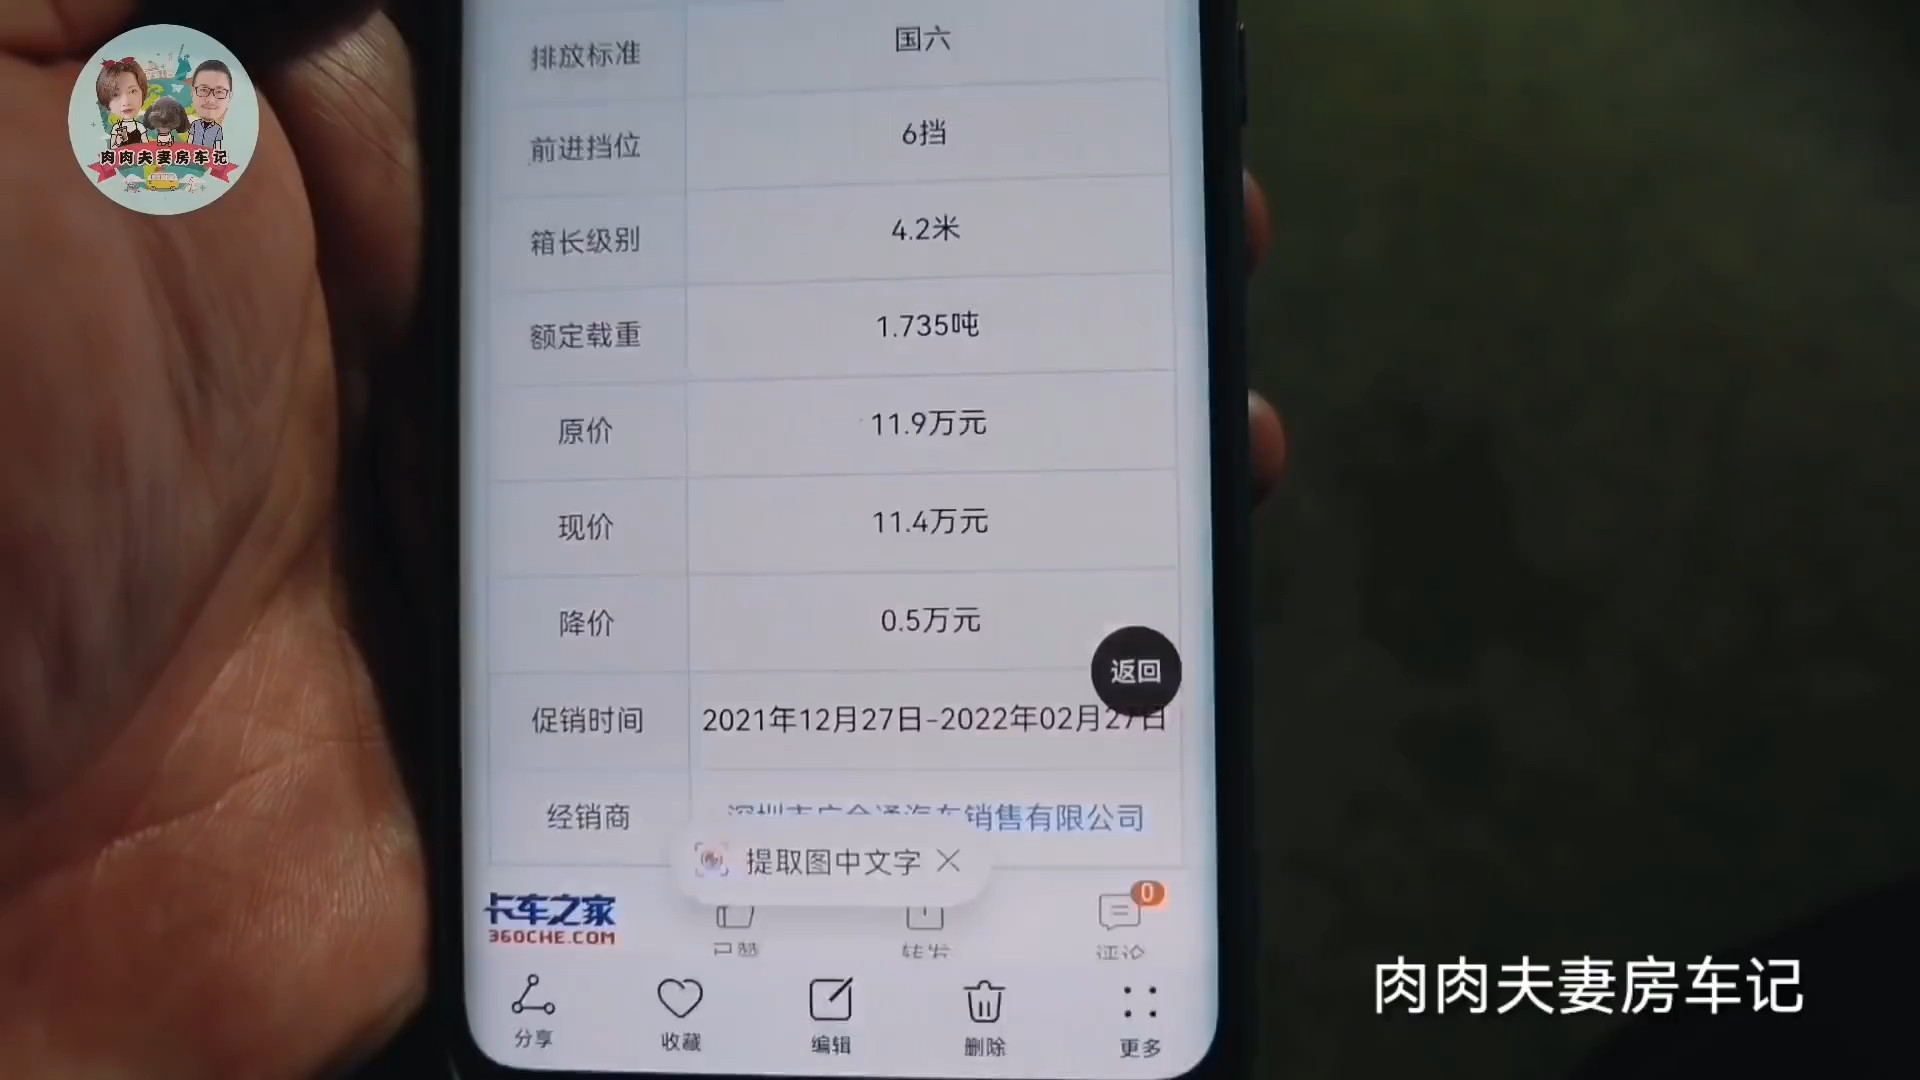 肉肉夫妻房车记
排放标准 国六
前进挡位 6挡
箱长级别 4.2米
额定载重 1.735吨
原价 11.9万元
现价 11.4万元
降价 0.5万元
返回
促销时间 2021年12月27日-2022年02月27日
经销商 销售有限公司
提取图中文字
卡车之家
360CHE.COM
0
已赞 转发 评论
分享 收藏 编辑 删除 更多
肉肉夫妻房车记